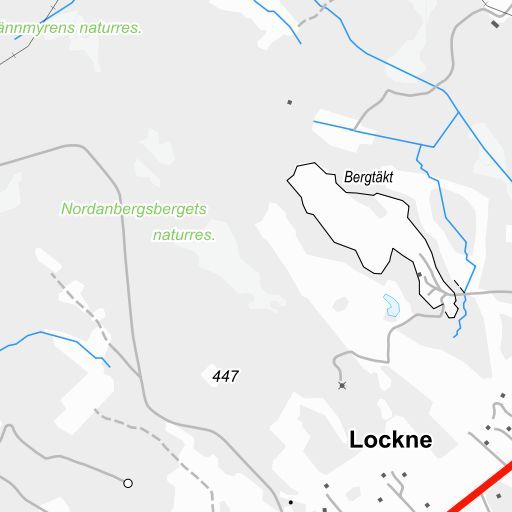 ännmyrens naturres.
Bergtäkt
Nordanbergsbergets
naturres.
447
Lockne